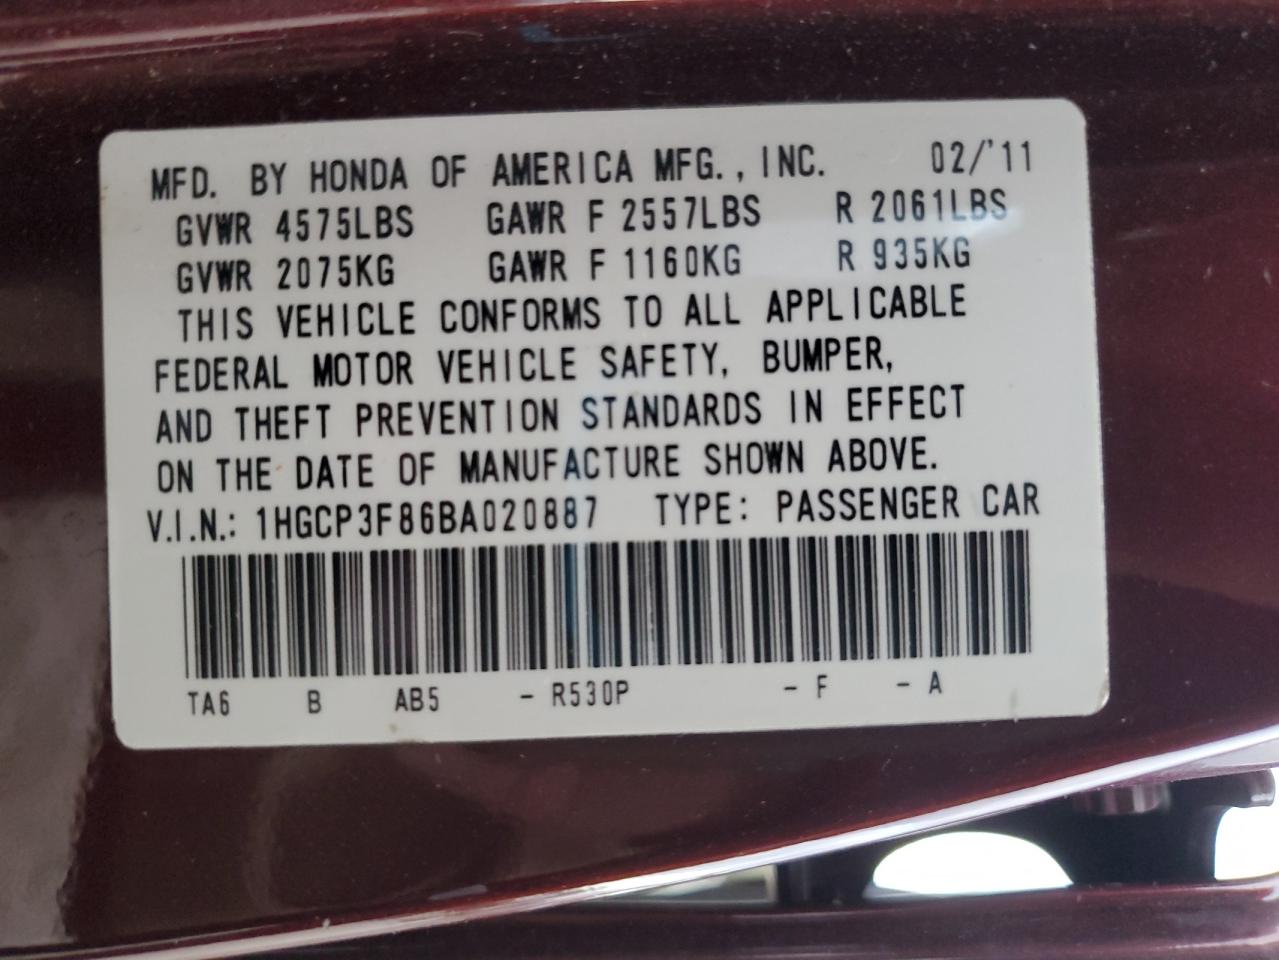 MFD. BY HONDA OF AMERICA MFG., INC. 02/'11
GVWR 4575LBS GAWR F 2557LBS R 2061LBS
GVWR 2075KG GAWR F 1160KG R 935KG
THIS VEHICLE CONFORMS TO ALL APPLICABLE
FEDERAL MOTOR VEHICLE SAFETY, BUMPER,
AND THEFT PREVENTION STANDARDS IN EFFECT
ON THE DATE OF MANUFACTURE SHOWN ABOVE.
V.I.N.: 1HGCP3F86BA020887 TYPE: PASSENGER CAR
TA6 B AB5 - R530P - F - A